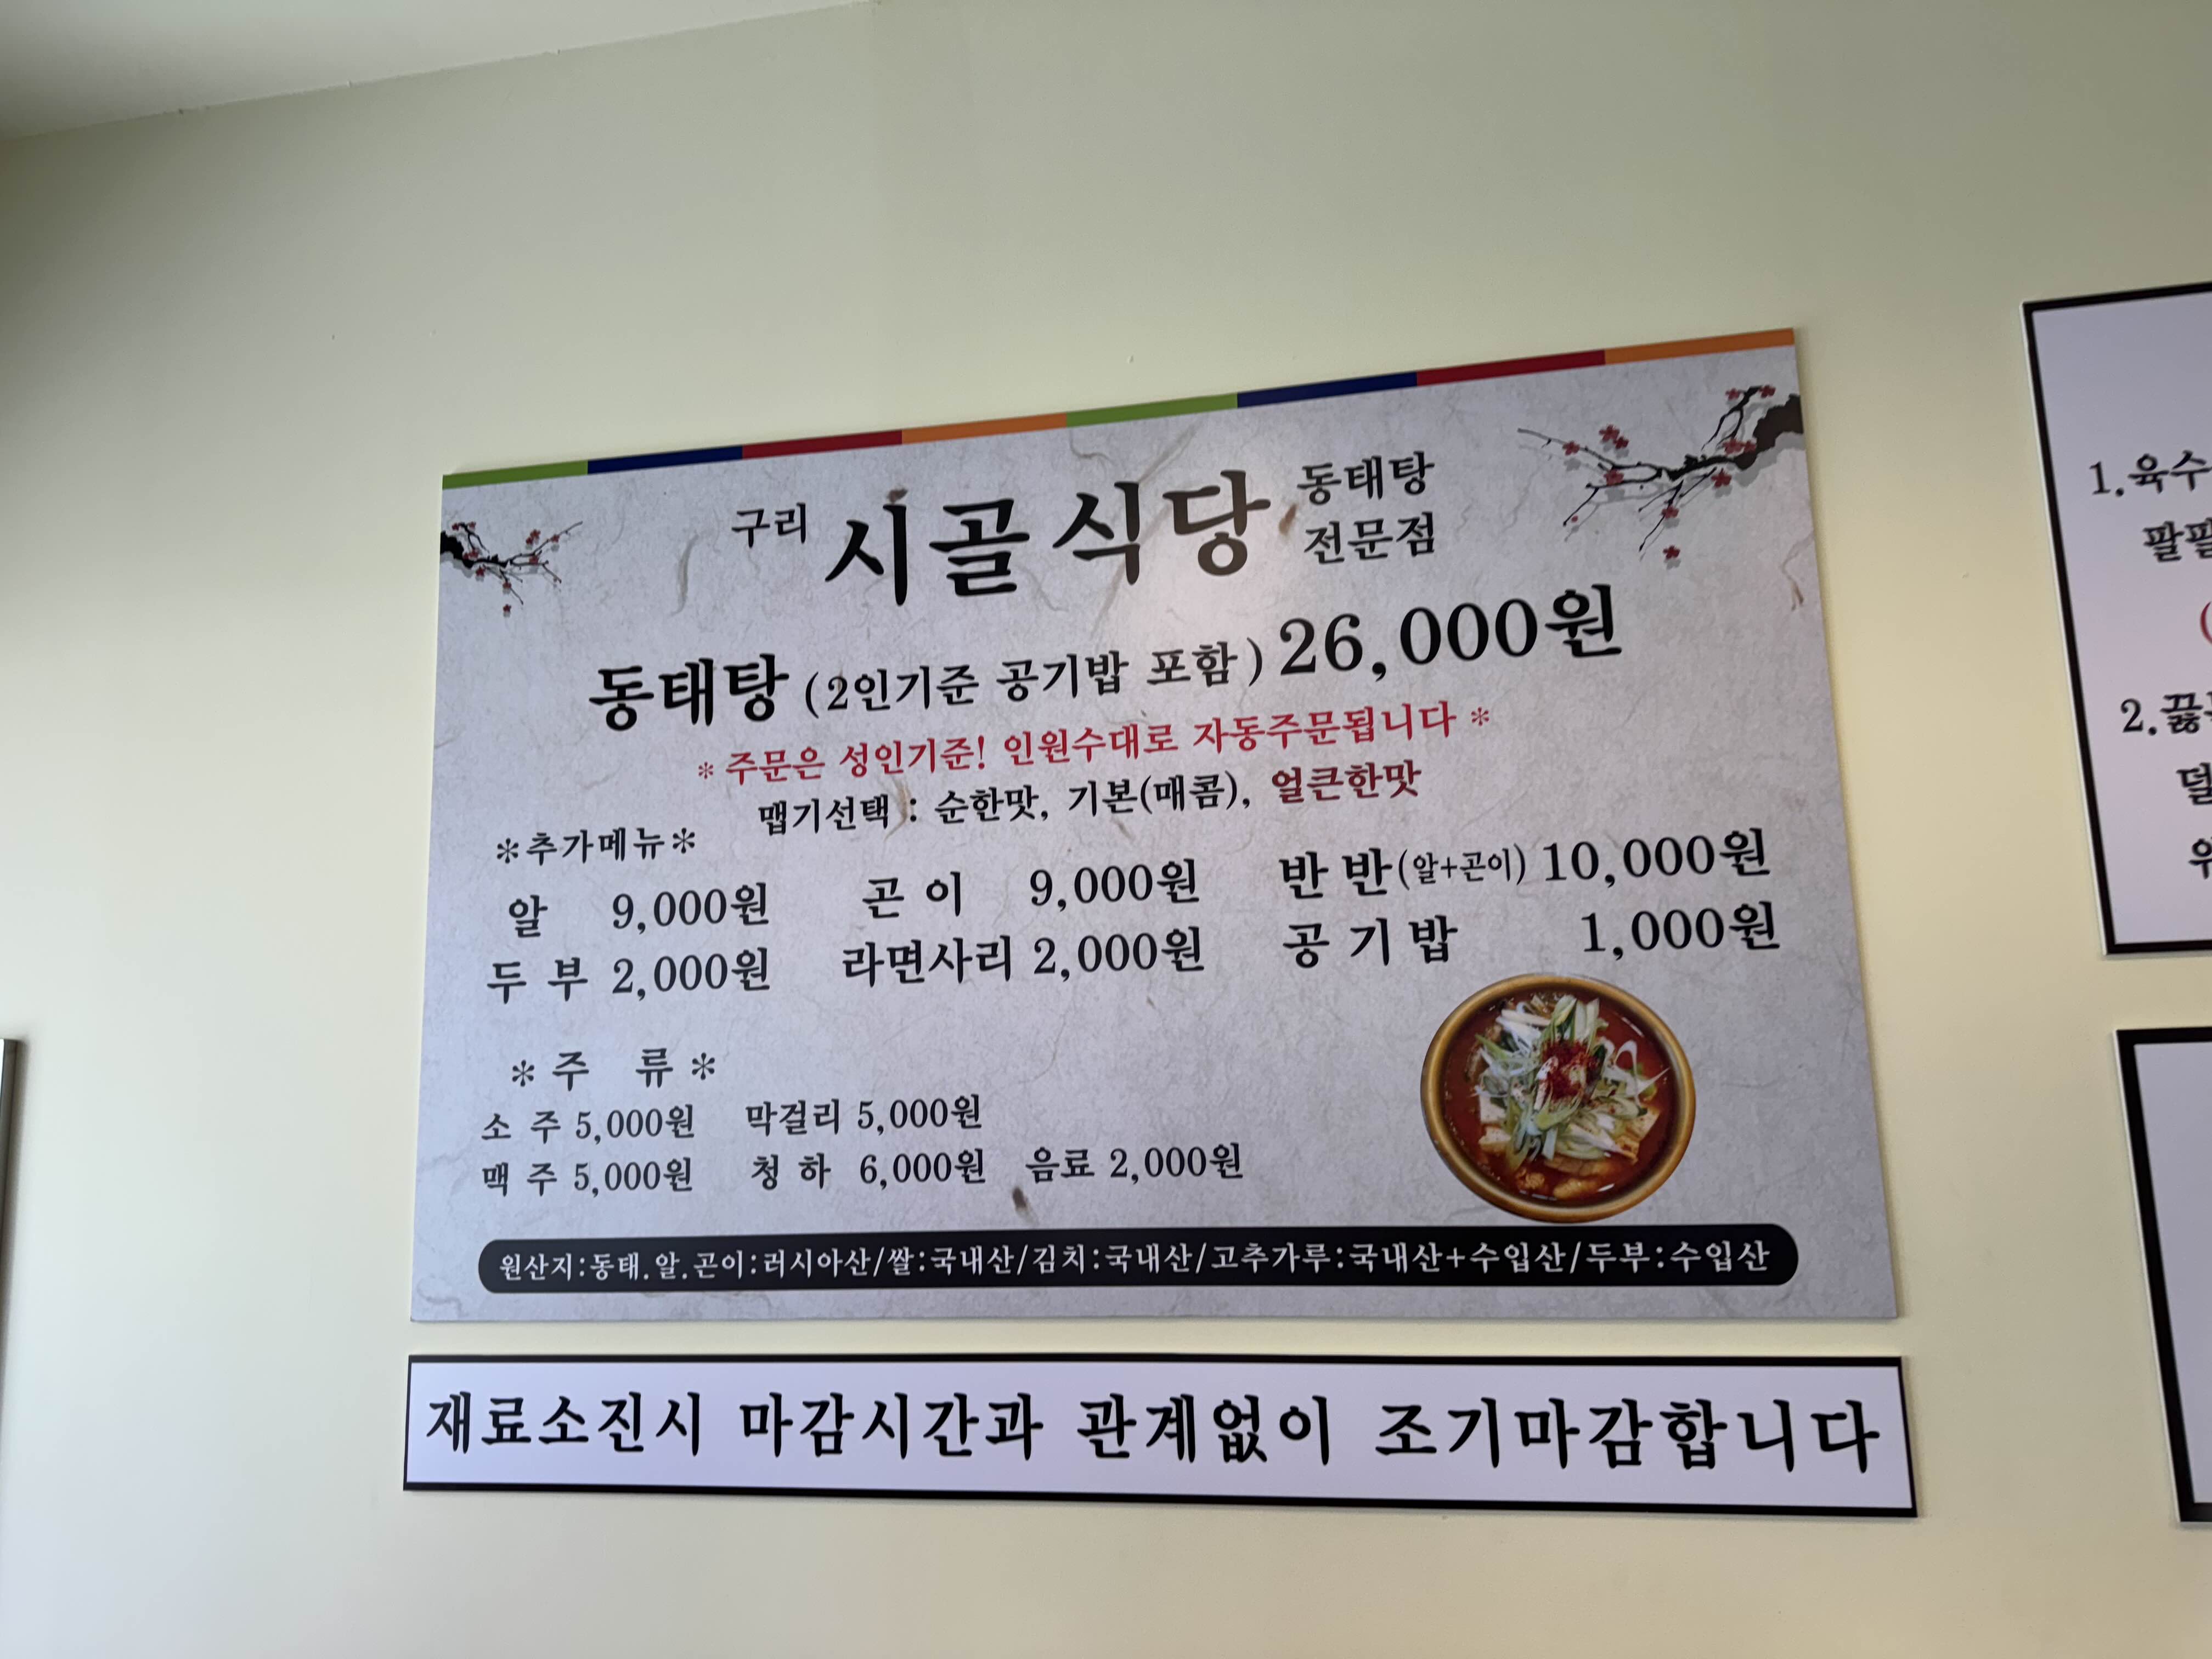 구리 시골식당 동태탕
전문점
동태탕 (2인기준 공기밥 포함) 26,000원
* 주문은 성인기준! 인원수대로 자동주문됩니다 *
맵기선택 : 순한맛, 기본(매콤), 얼큰한맛
*추가메뉴*
알 9,000원 곤이 9,000원 반반(알+곤이) 10,000원
두부 2,000원 라면사리 2,000원 공기밥 1,000원
* 주 류 *
소주 5,000원 막걸리 5,000원
맥주 5,000원 청하 6,000원 음료 2,000원
원산지:동태.알.곤이:러시아산/쌀:국내산/김치:국내산/고추가루:국내산+수입산/두부:수입산
재료소진시 마감시간과 관계없이 조기마감합니다
1.육수
팔팔
(
2.끓
덜